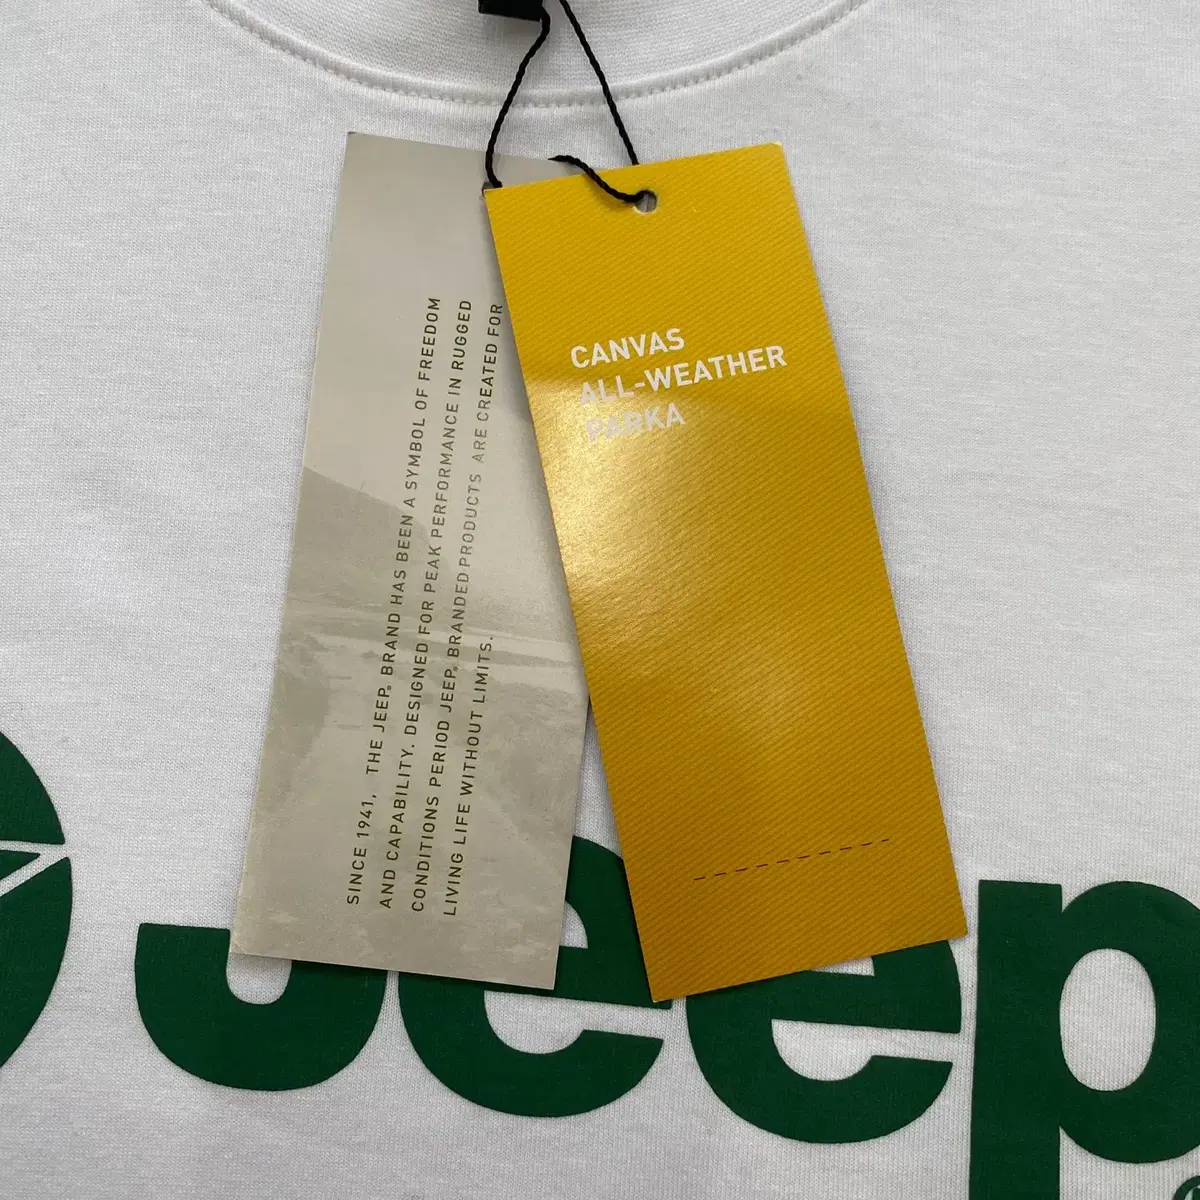 SINCE 1941, THE JEEP® BRAND HAS BEEN A SYMBOL OF FREEDOM
AND CAPABILITY. DESIGNED FOR PEAK PERFORMANCE IN RUGGED
CONDITIONS PERIOD JEEP® BRANDED PRODUCTS ARE CREATED FOR
LIVING LIFE WITHOUT LIMITS.
CANVAS
ALL-WEATHER
PARKA
Jeep